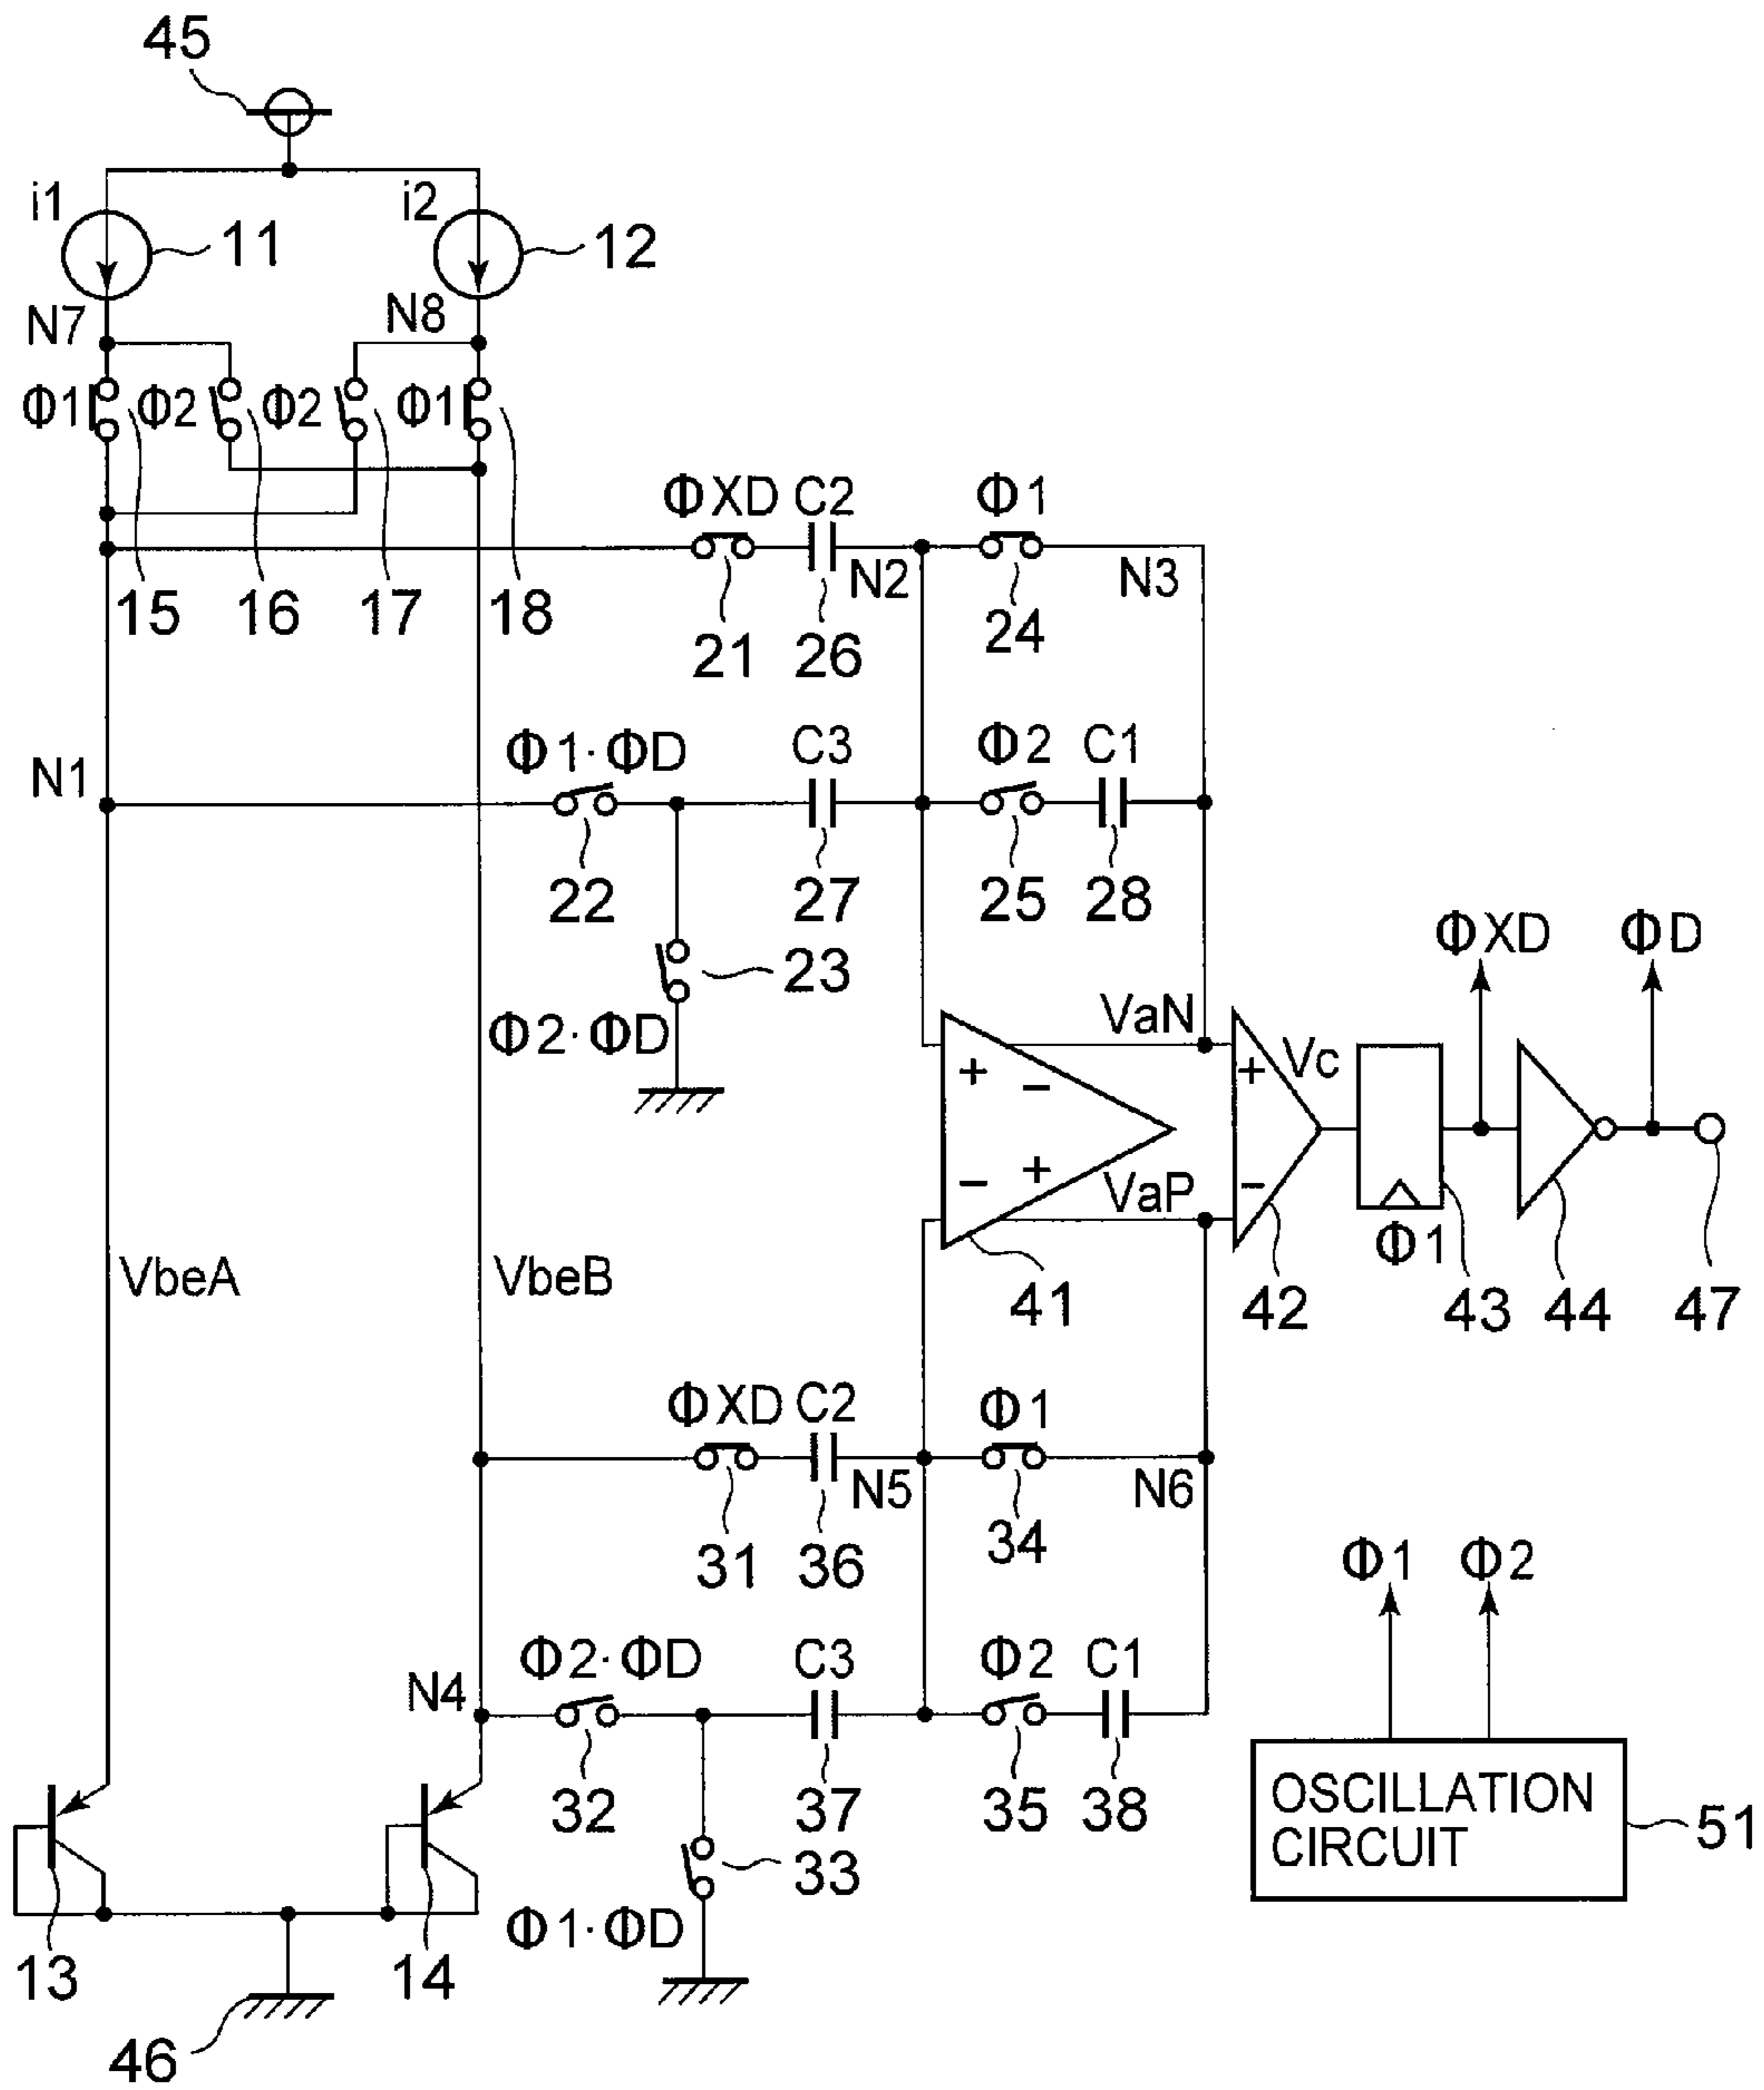 45
i1
11
i2
12
N7
N8
Φ1
Φ2
Φ2
Φ1
15
16
17
18
ΦXD
C2
Φ1
N2
N3
21
26
24
N1
Φ1·ΦD
C3
Φ2
C1
22
27
25
28
23
Φ2·ΦD
ΦXD
ΦD
VaN
+
−
+
Vc
−
+
VaP
−
Φ1
41
42
43
44
47
VbeA
VbeB
ΦXD
C2
Φ1
N5
N6
31
36
34
Φ1
Φ2
N4
Φ2·ΦD
C3
Φ2
C1
32
37
35
38
33
Φ1·ΦD
OSCILLATION
CIRCUIT
51
13
14
46